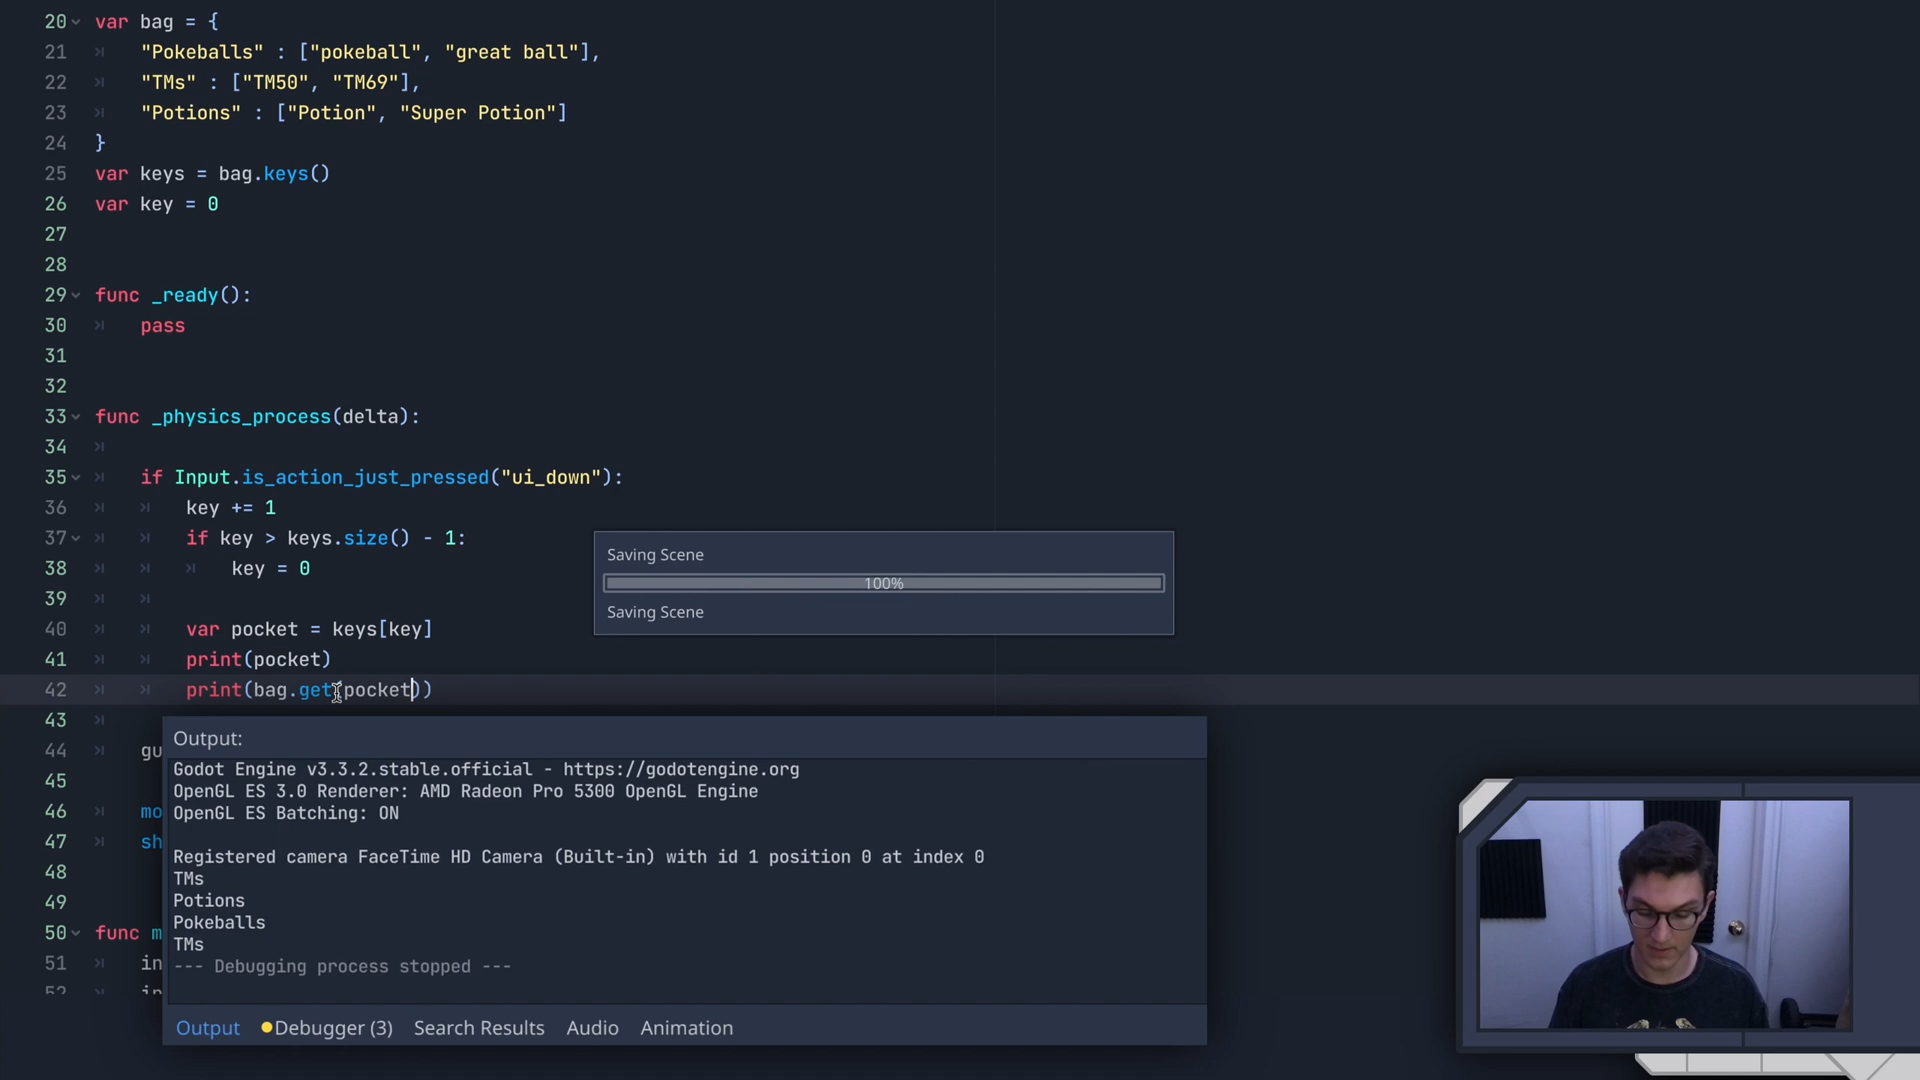 20 var bag = {
21 "Pokeballs" : ["pokeball", "great ball"],
22 "TMs" : ["TM50", "TM69"],
23 "Potions" : ["Potion", "Super Potion"]
24 }
25 var keys = bag.keys()
26 var key = 0
27
28
29 func _ready():
30 pass
31
32
33 func _physics_process(delta):
34
35 if Input.is_action_just_pressed("ui_down"):
36 key += 1
37 if key > keys.size() - 1:
38 key = 0
39
40 var pocket = keys[key]
41 print(pocket)
42 print(bag.get(pocket))
43
44 gu
45
46 mo
47 sh
48
49
50 func m
51 in
52 in
Saving Scene
100%
Saving Scene
Output:
Godot Engine v3.3.2.stable.official - https://godotengine.org
OpenGL ES 3.0 Renderer: AMD Radeon Pro 5300 OpenGL Engine
OpenGL ES Batching: ON
Registered camera FaceTime HD Camera (Built-in) with id 1 position 0 at index 0
TMs
Potions
Pokeballs
TMs
--- Debugging process stopped ---
Output Debugger (3) Search Results Audio Animation